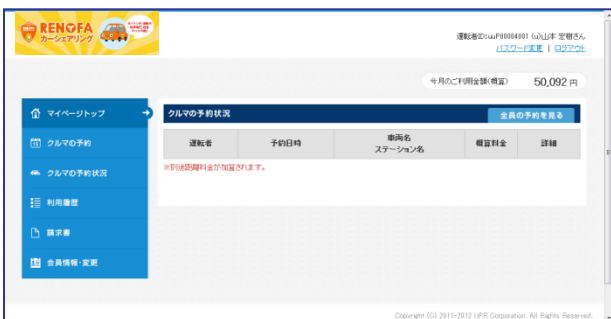 RENOFA
カーシェアリング
運転者ID:uuP00004001 (ω)山本 宏樹さん
パスワード変更 | ログアウト
今月のご利用金額(概算) 50,092 円
マイページトップ
クルマの予約
クルマの予約状況
利用履歴
請求書
会員情報・変更
クルマの予約状況
全員の予約を見る
運転者 予約日時 車両名 概算料金 詳細
ステーション名
※別途距離料金が加算されます。
Copyright (C) 2011-2012 UPR Corporation. All Rights Reserved.